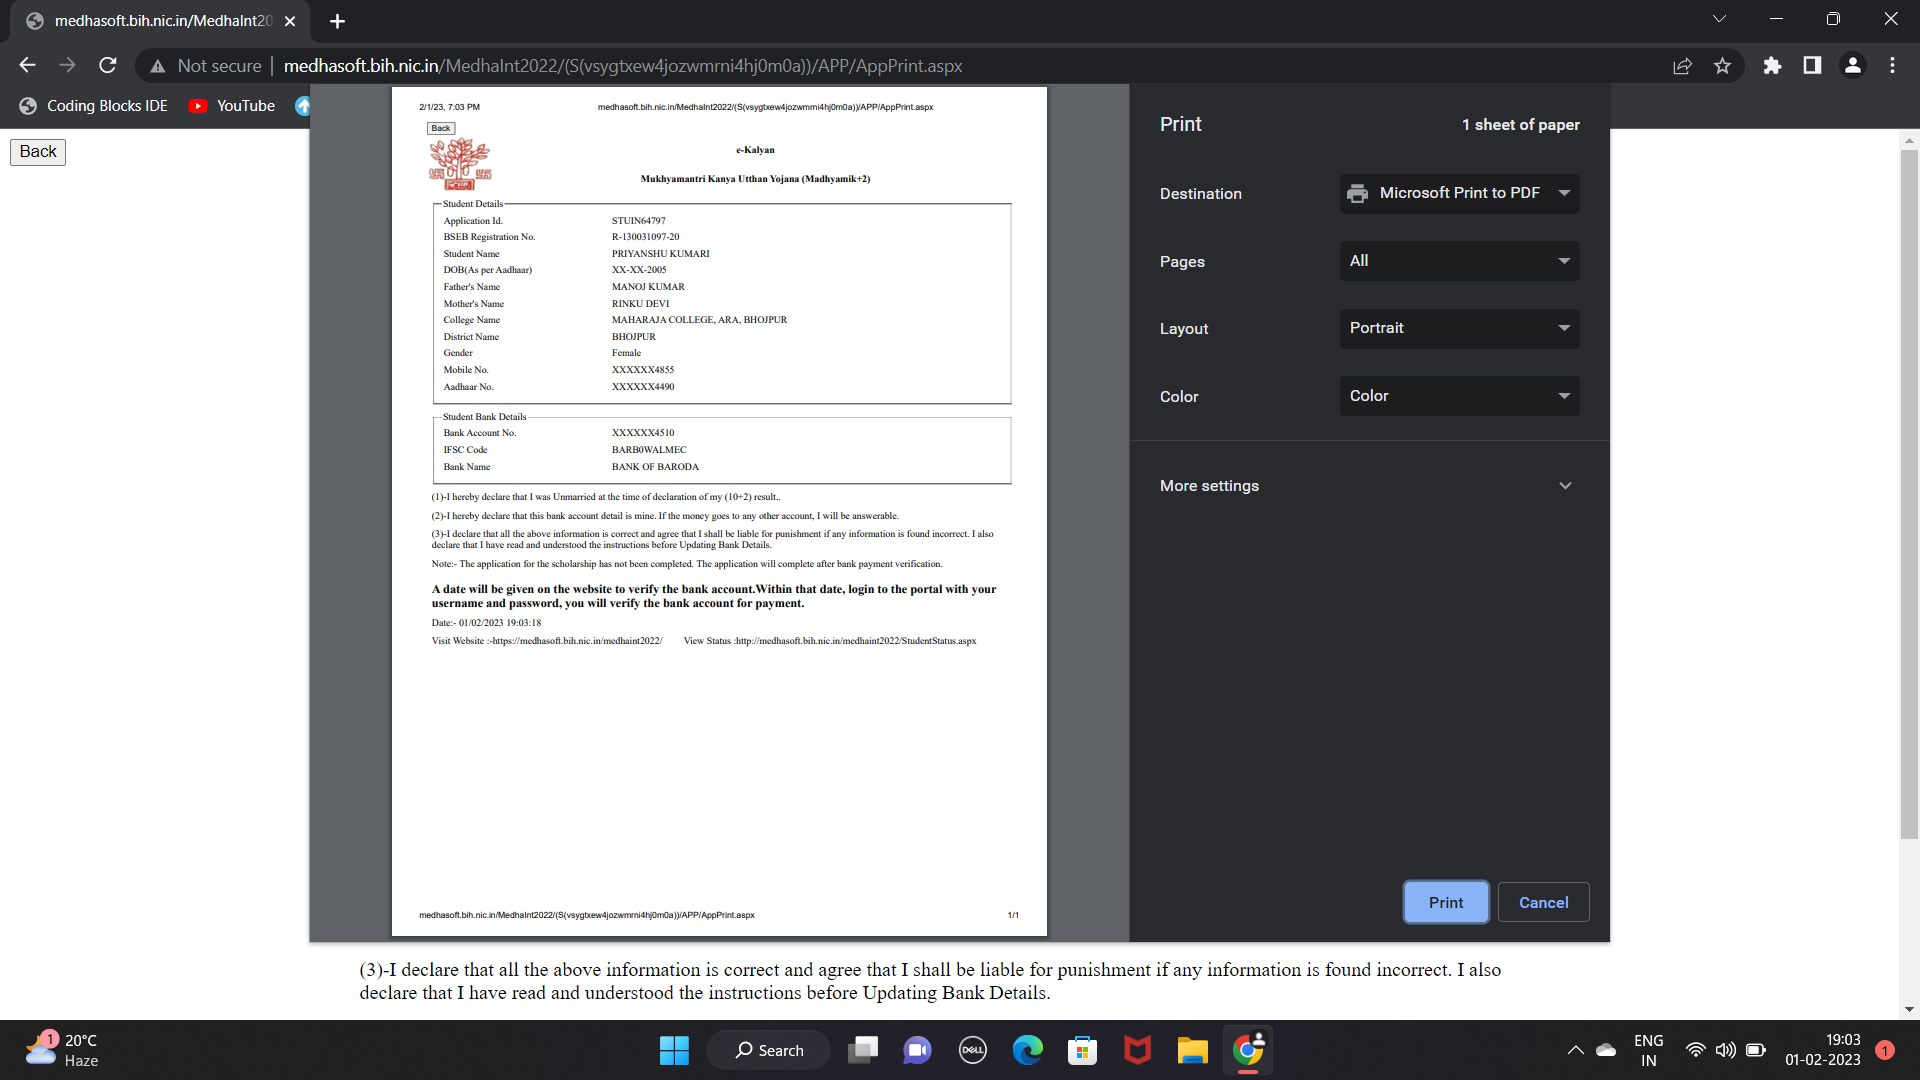 medhasoft.bih.nic.in/MedhaInt20
Not secure
medhasoft.bih.nic.in/MedhaInt2022/(S(vsygtxew4jozwmrni4hj0m0a))/APP/AppPrint.aspx
Coding Blocks IDE
YouTube
Back
2/1/23, 7:03 PM
medhasoft.bih.nic.in/MedhaInt2022/(S(vsygtxew4jozwmrni4hj0m0a))/APP/AppPrint.aspx
Back
e-Kalyan
Mukhyamantri Kanya Utthan Yojana (Madhyamik+2)
Student Details
Application Id. STUIN64797
BSEB Registration No. R-130031097-20
Student Name PRIYANSHU KUMARI
DOB(As per Aadhaar) XX-XX-2005
Father's Name MANOJ KUMAR
Mother's Name RINKU DEVI
College Name MAHARAJA COLLEGE, ARA, BHOJPUR
District Name BHOJPUR
Gender Female
Mobile No. XXXXXX4855
Aadhaar No. XXXXXX4490
Student Bank Details
Bank Account No. XXXXXX4510
IFSC Code BARB0WALMEC
Bank Name BANK OF BARODA
(1)-I hereby declare that I was Unmarried at the time of declaration of my (10+2) result..
(2)-I hereby declare that this bank account detail is mine. If the money goes to any other account, I will be answerable.
(3)-I declare that all the above information is correct and agree that I shall be liable for punishment if any information is found incorrect. I also
declare that I have read and understood the instructions before Updating Bank Details.
Note:- The application for the scholarship has not been completed. The application will complete after bank payment verification.
A date will be given on the website to verify the bank account.Within that date, login to the portal with your
username and password, you will verify the bank account for payment.
Date:- 01/02/2023 19:03:18
Visit Website :-https://medhasoft.bih.nic.in/medhaint2022/ View Status :http://medhasoft.bih.nic.in/medhaint2022/StudentStatus.aspx
medhasoft.bih.nic.in/MedhaInt2022/(S(vsygtxew4jozwmrni4hj0m0a))/APP/AppPrint.aspx
1/1
Print
1 sheet of paper
Destination
Microsoft Print to PDF
Pages
All
Layout
Portrait
Color
Color
More settings
Print
Cancel
(3)-I declare that all the above information is correct and agree that I shall be liable for punishment if any information is found incorrect. I also
declare that I have read and understood the instructions before Updating Bank Details.
1
20°C
Haze
Search
DELL
ENG
IN
19:03
01-02-2023
1